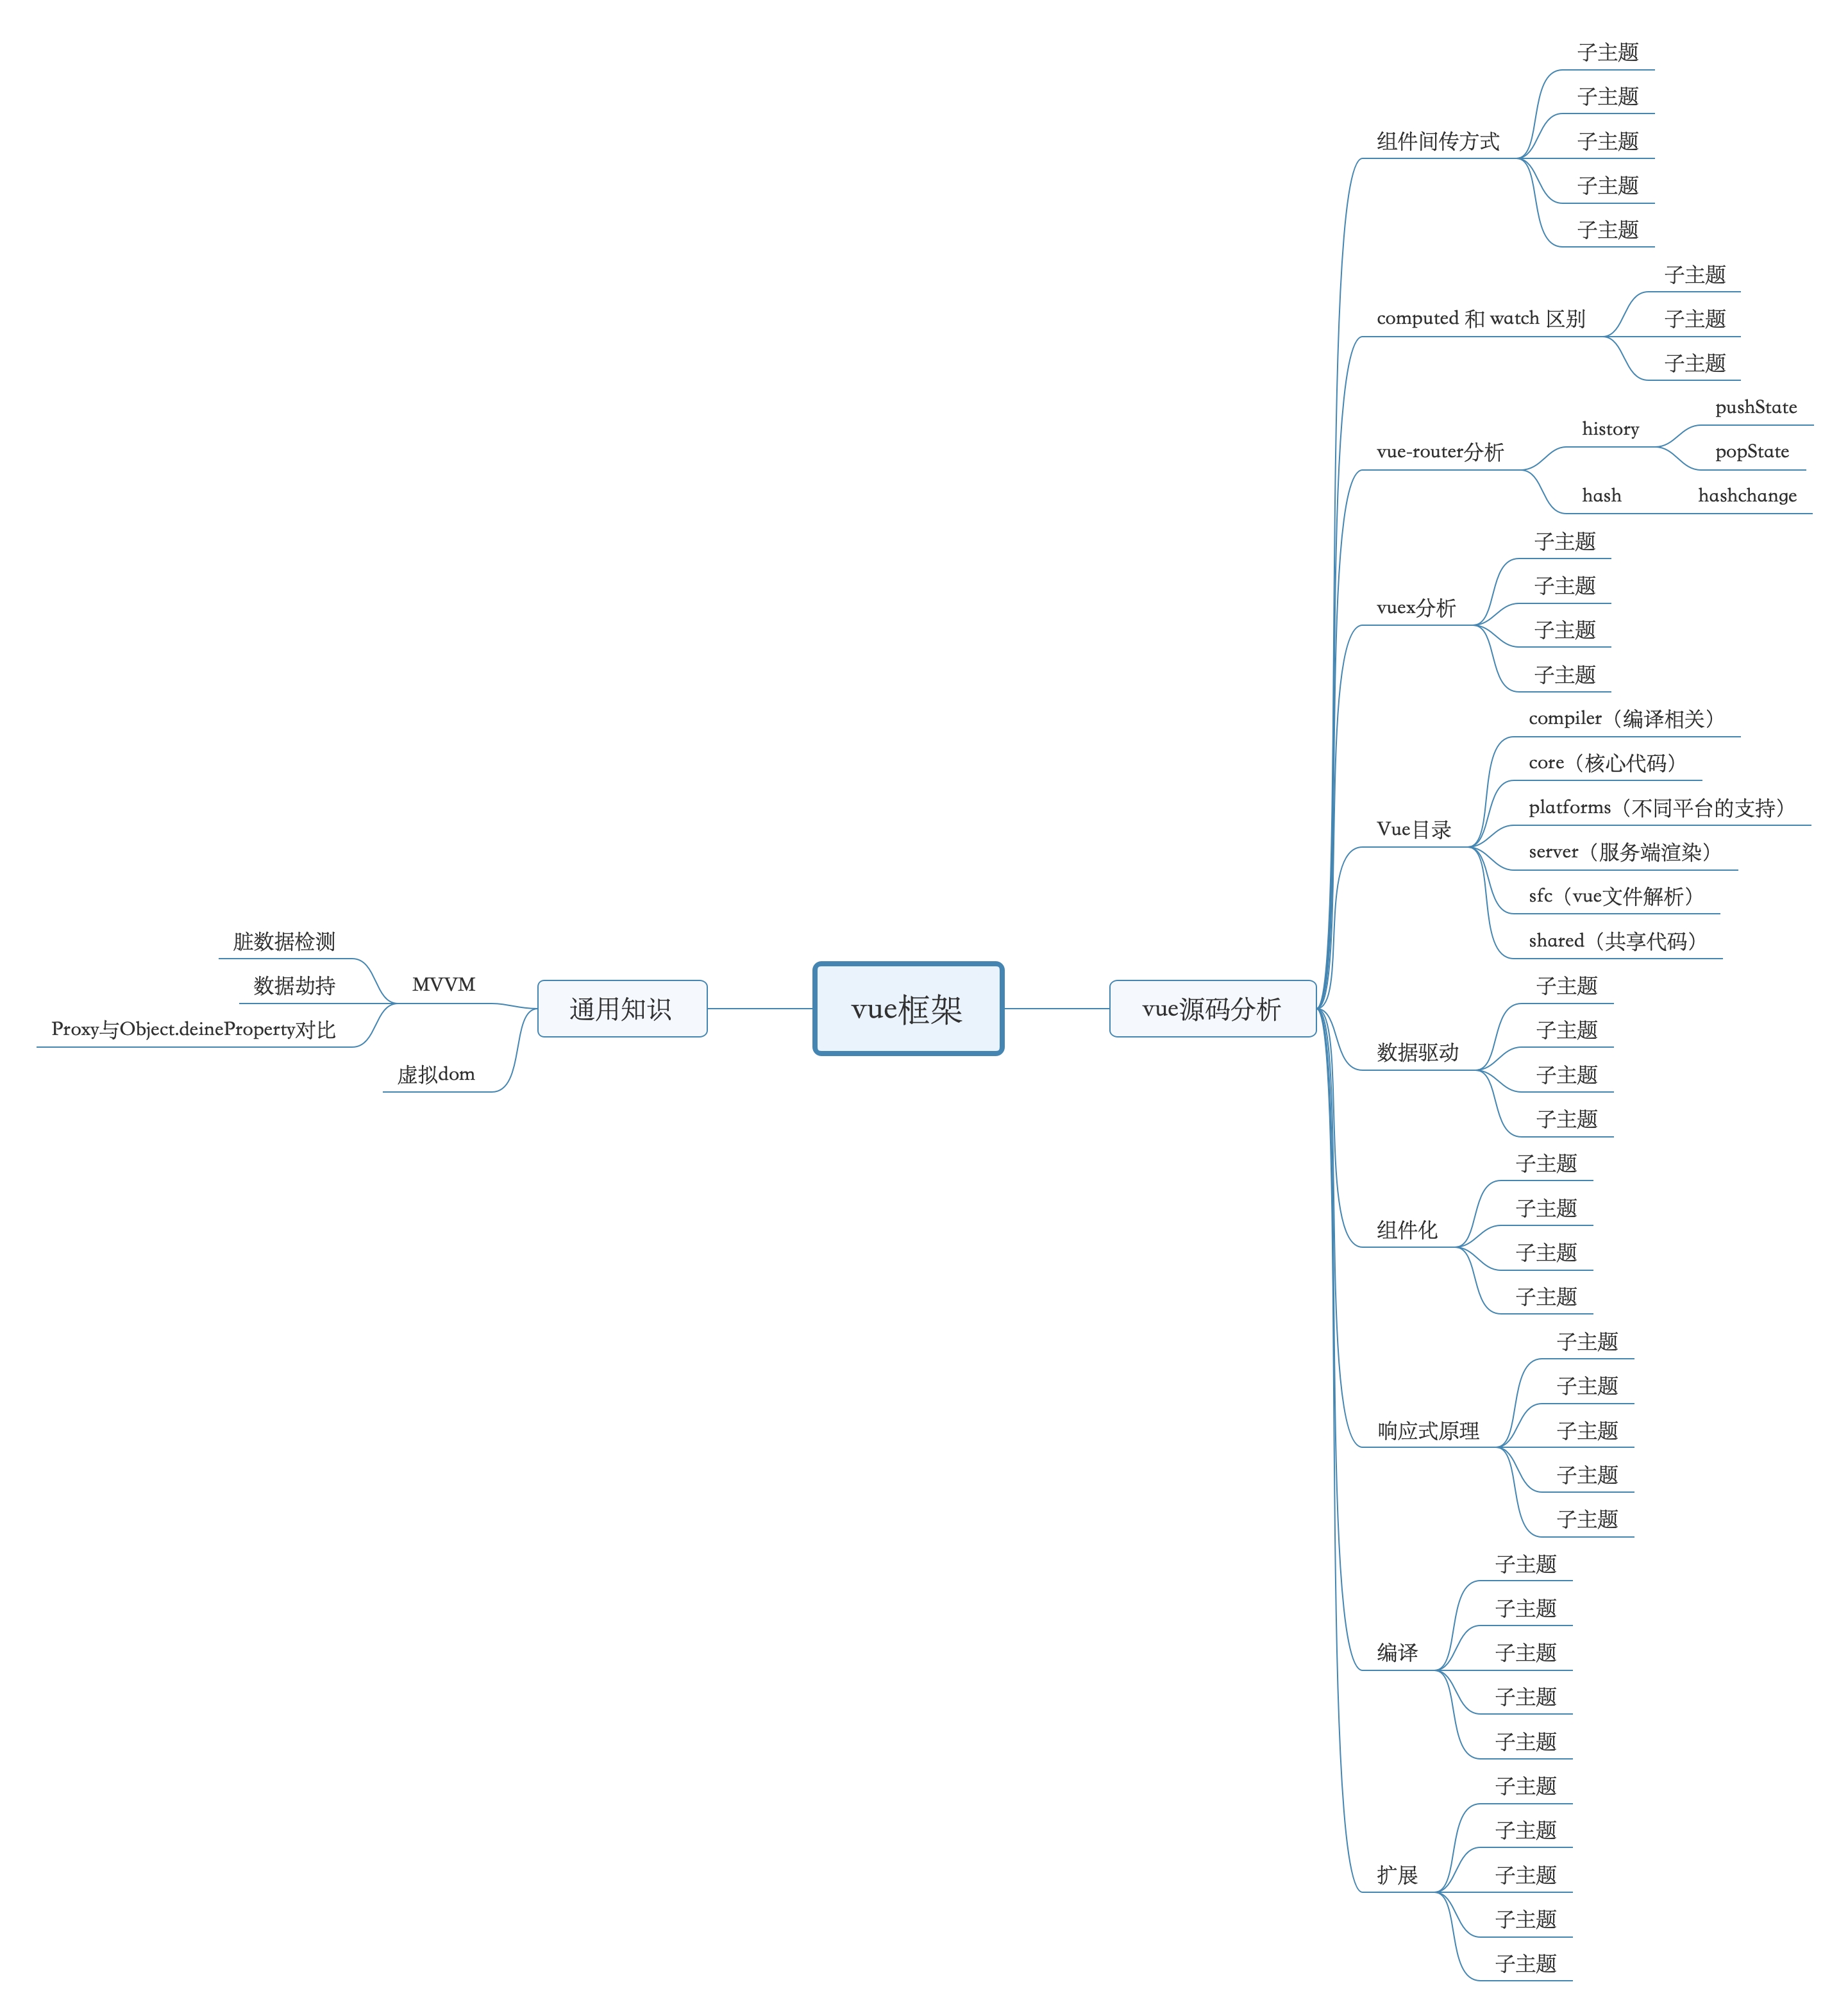 vue框架
通用知识
MVVM
脏数据检测
数据劫持
Proxy与Object.deineProperty对比
虚拟dom
vue源码分析
组件间传方式
子主题
子主题
子主题
子主题
子主题
computed 和 watch 区别
子主题
子主题
子主题
vue-router分析
history
pushState
popState
hash
hashchange
vuex分析
子主题
子主题
子主题
子主题
Vue目录
compiler（编译相关）
core（核心代码）
platforms（不同平台的支持）
server（服务端渲染）
sfc（vue文件解析）
shared（共享代码）
数据驱动
子主题
子主题
子主题
子主题
组件化
子主题
子主题
子主题
子主题
响应式原理
子主题
子主题
子主题
子主题
子主题
编译
子主题
子主题
子主题
子主题
子主题
扩展
子主题
子主题
子主题
子主题
子主题